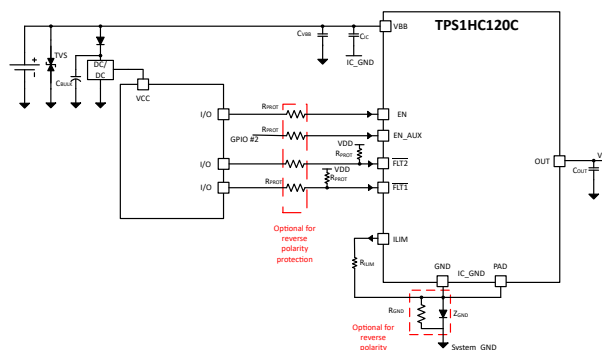 TPS1HC120C
CVBB
CIC
VBB
IC_GND
TVS
DC/
DC
CBULK
VCC
I/O
RPROT
EN
GPIO #2
RPROT
EN_AUX
VDD
RPROT
I/O
FLT2
VDD
RPROT
I/O
RPROT
FLT1
OUT
V
COUT
Optional for
reverse
polarity
protection
ILIM
RILIM
GND
IC_GND
PAD
RGND
ZGND
Optional for
reverse
polarity
System_GND